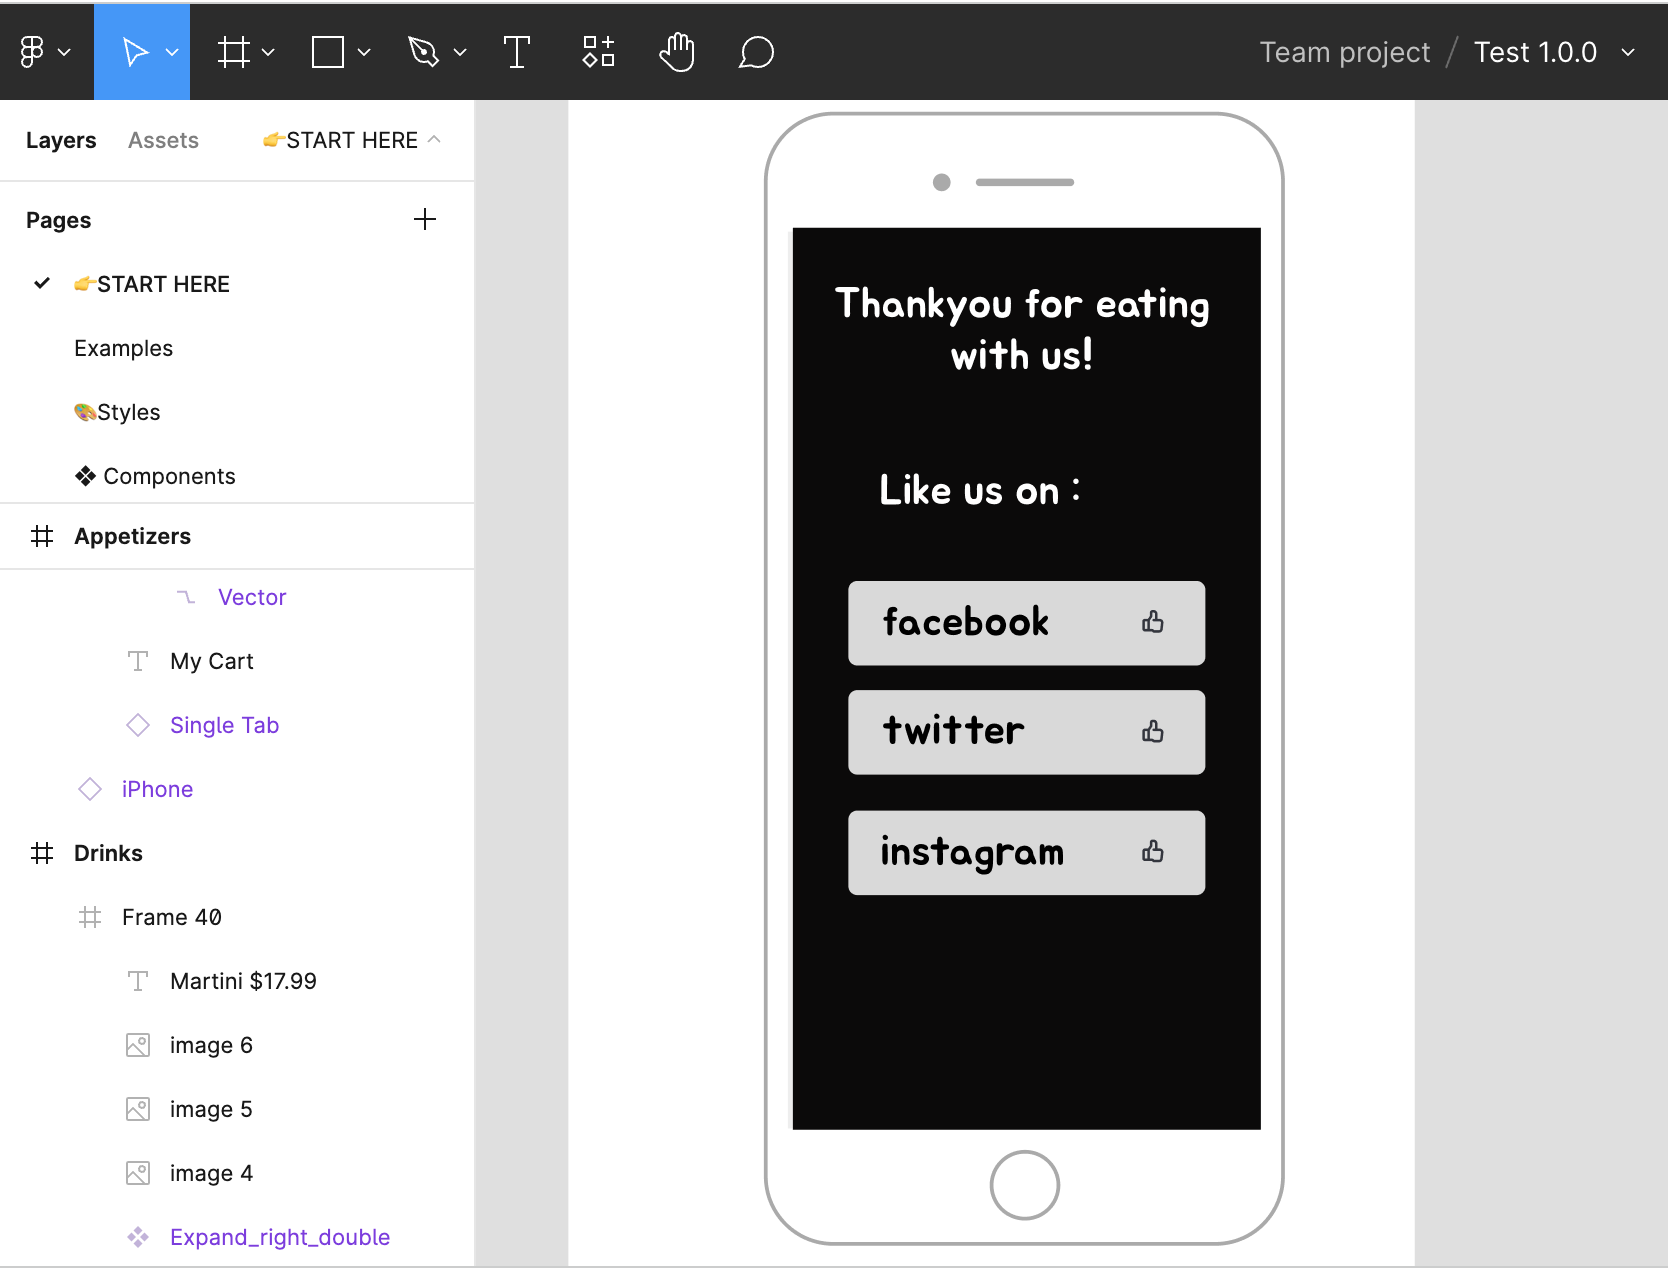 Team project / Test 1.0.0
Layers Assets 👉START HERE
Pages
👉START HERE
Examples
🎨Styles
❖ Components
Appetizers
Vector
My Cart
Single Tab
iPhone
Drinks
Frame 40
Martini $17.99
image 6
image 5
image 4
Expand_right_double
Thankyou for eating
with us!
Like us on :
facebook
twitter
instagram